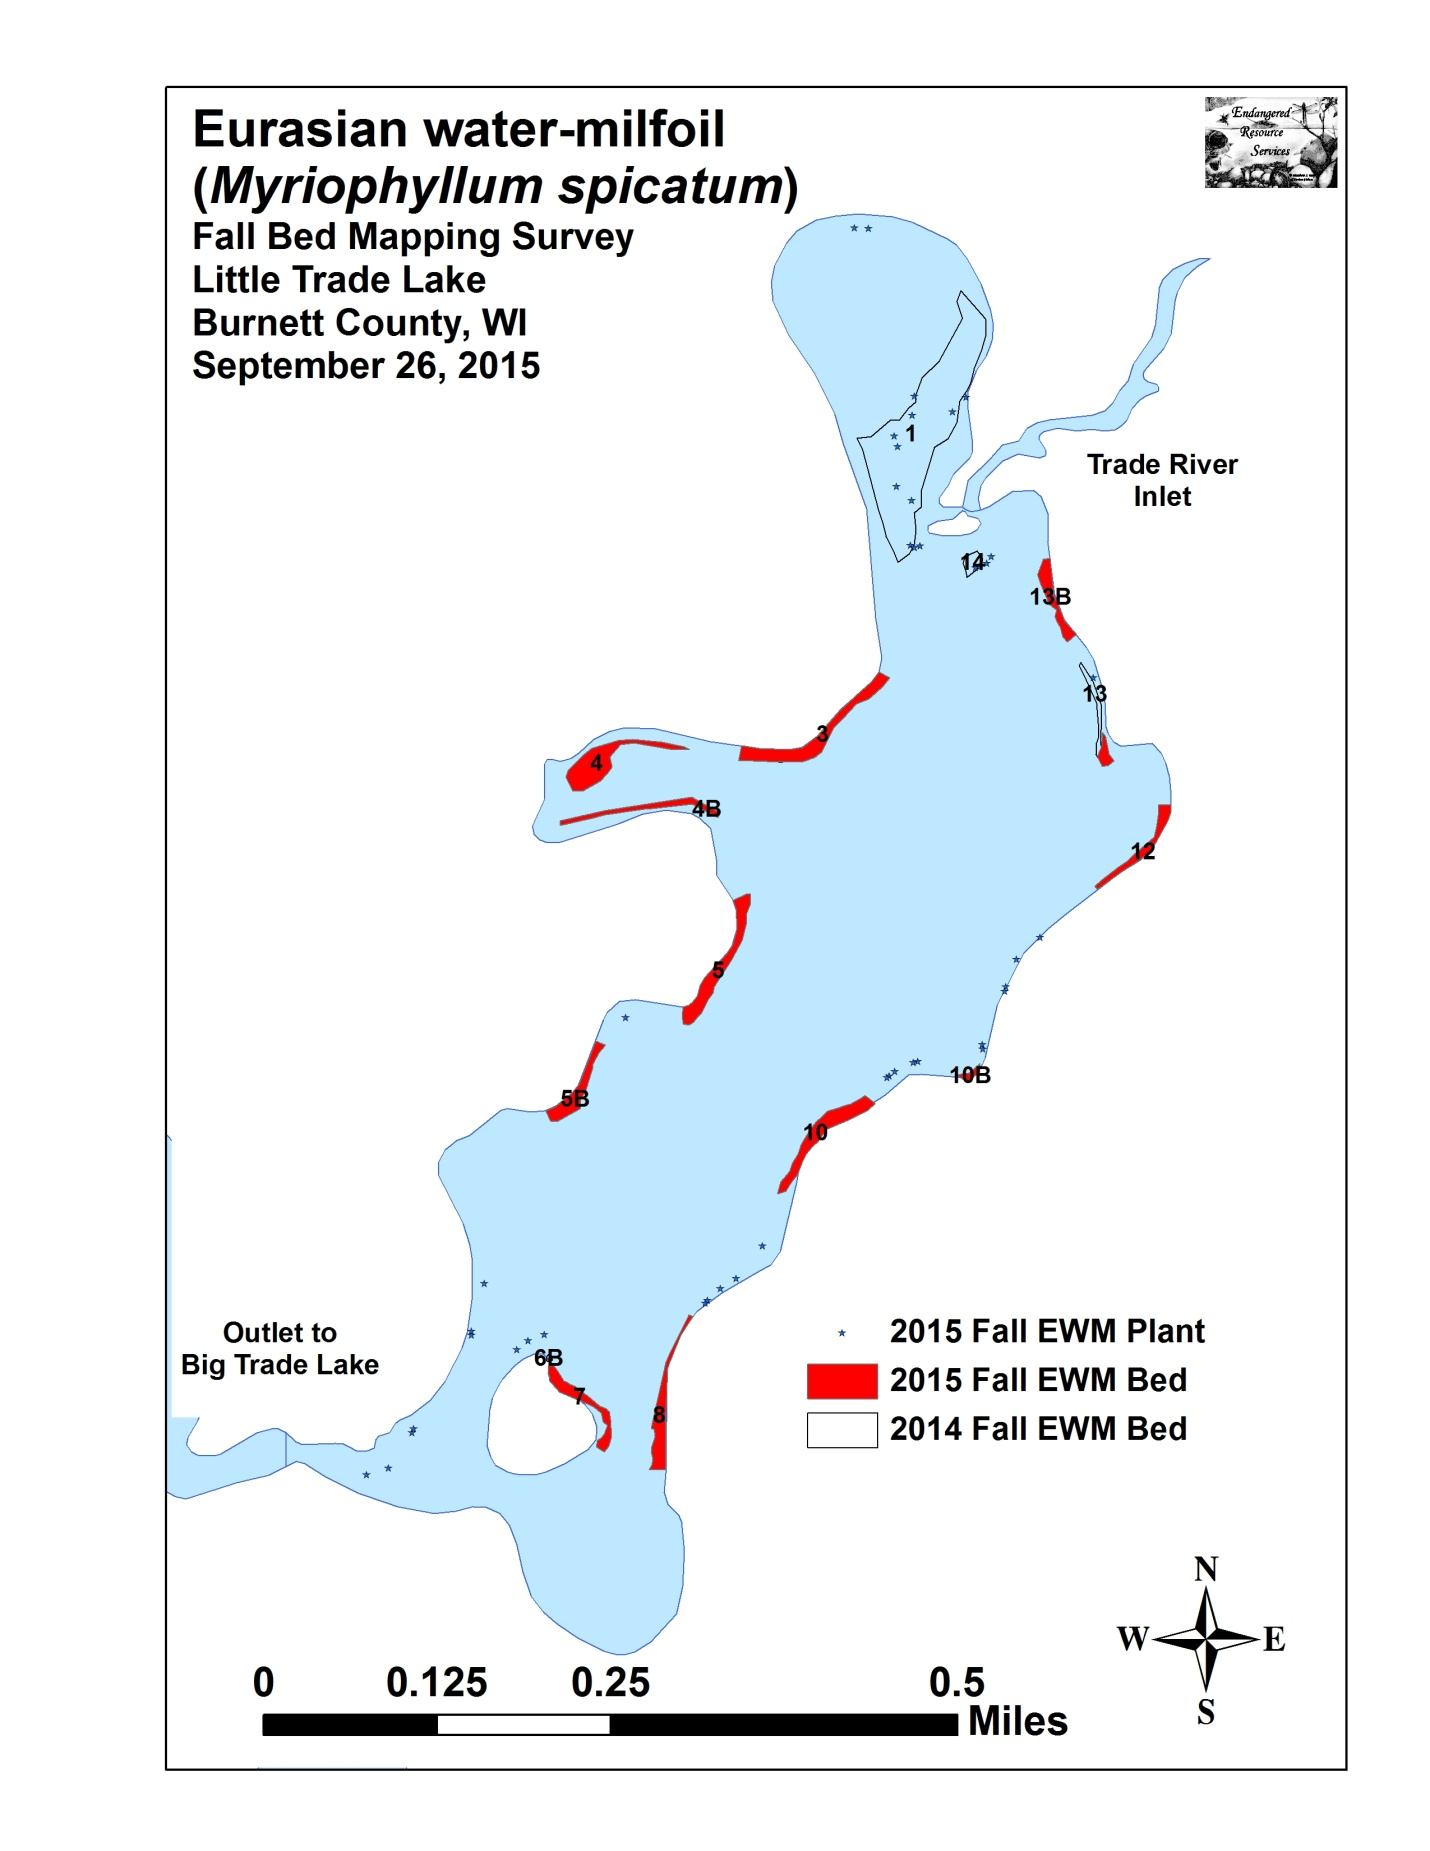 Eurasian water-milfoil
(Myriophyllum spicatum)
Fall Bed Mapping Survey
Little Trade Lake
Burnett County, WI
September 26, 2015
Endangered
Resource
Services
1
Trade River
Inlet
14
13B
13
3
4
4B
12
5
5B
10B
10
Outlet to
Big Trade Lake
6B
7
8
2015 Fall EWM Plant
2015 Fall EWM Bed
2014 Fall EWM Bed
N
W E
S
0 0.125 0.25 0.5
Miles